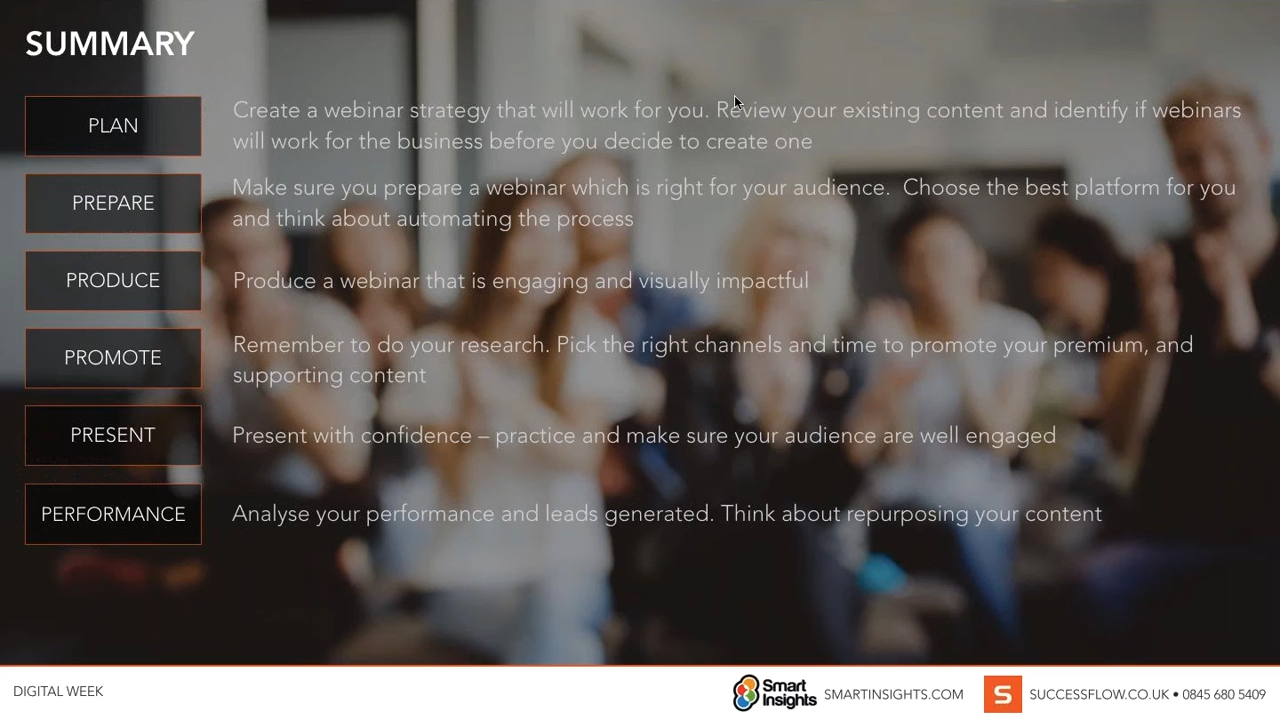 SUMMARY
PLAN
Create a webinar strategy that will work for you. Review your existing content and identify if webinars
will work for the business before you decide to create one
PREPARE
Make sure you prepare a webinar which is right for your audience.  Choose the best platform for you
and think about automating the process
PRODUCE
Produce a webinar that is engaging and visually impactful
PROMOTE
Remember to do your research. Pick the right channels and time to promote your premium, and
supporting content
PRESENT
Present with confidence – practice and make sure your audience are well engaged
PERFORMANCE
Analyse your performance and leads generated. Think about repurposing your content
DIGITAL WEEK
Smart
Insights
SMARTINSIGHTS.COM
S
SUCCESSFLOW.CO.UK • 0845 680 5409